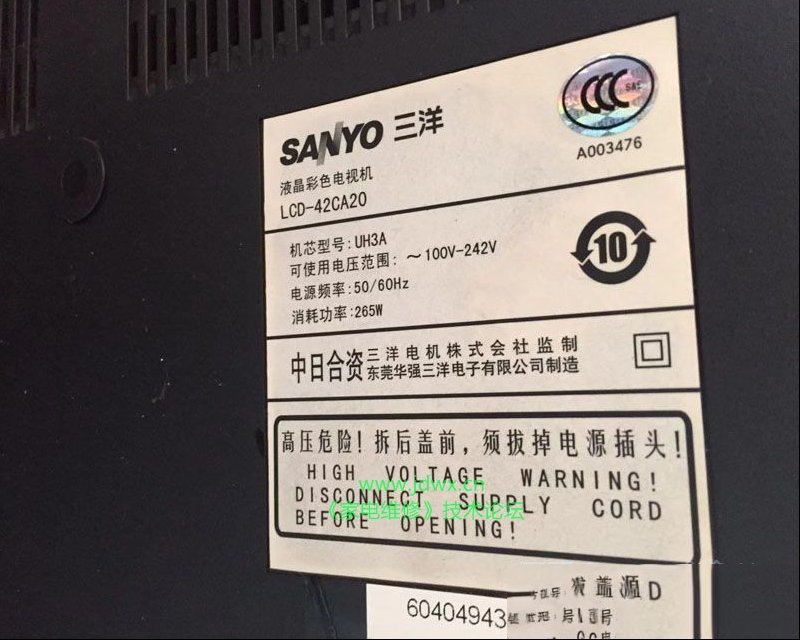 SANYO 三洋
CCC S&E
A003476
液晶彩色电视机
LCD-42CA20
机芯型号:UH3A
可使用电压范围:～100V-242V
电源频率:50/60Hz
消耗功率:265W
10
中日合资 三洋电机株式会社监制
东莞华强三洋电子有限公司制造
高压危险!拆后盖前,须拔掉电源插头!
HIGH VOLTAGE WARNING!
www.jdwx.cn
DISCONNECT SUPPLY CORD
《家电维修》技术论坛
BEFORE OPENING!
60404943